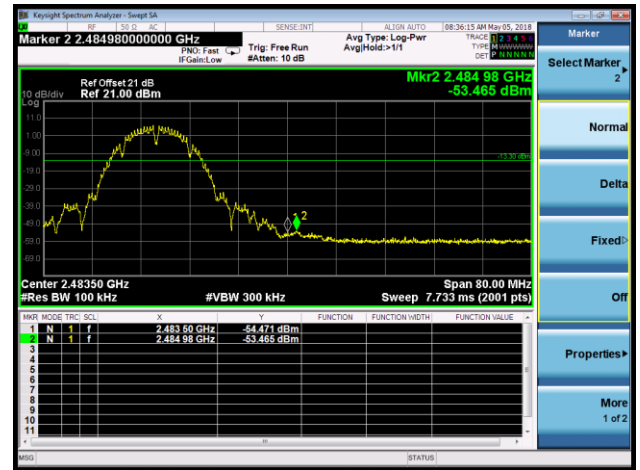 Keysight Spectrum Analyzer - Swept SA
RF 50 Ω AC SENSE:INT ALIGN AUTO 08:36:15 AM May 05, 2018
Marker 2 2.484980000000 GHz
PNO: Fast
IFGain:Low
Trig: Free Run
#Atten: 10 dB
Avg Type: Log-Pwr
Avg|Hold:>1/1
TRACE 1 2 3 4 5 6
TYPE M W W W W W
DET P N N N N N
Ref Offset 21 dB
10 dB/div Ref 21.00 dBm
Log
Mkr2 2.484 98 GHz
-53.465 dBm
11.0
1.00
-9.00
-13.30 dBm
-19.0
-29.0
-39.0
-49.0
-59.0
-69.0
1 2
Center 2.48350 GHz Span 80.00 MHz
#Res BW 100 kHz #VBW 300 kHz Sweep 7.733 ms (2001 pts)
MKR MODE TRC SCL X Y FUNCTION FUNCTION WIDTH FUNCTION VALUE
1 N 1 f 2.483 50 GHz -54.471 dBm
2 N 1 f 2.484 98 GHz -53.465 dBm
3
4
5
6
7
8
9
10
11
MSG STATUS
Marker
Select Marker
2
Normal
Delta
Fixed
Off
Properties
More
1 of 2